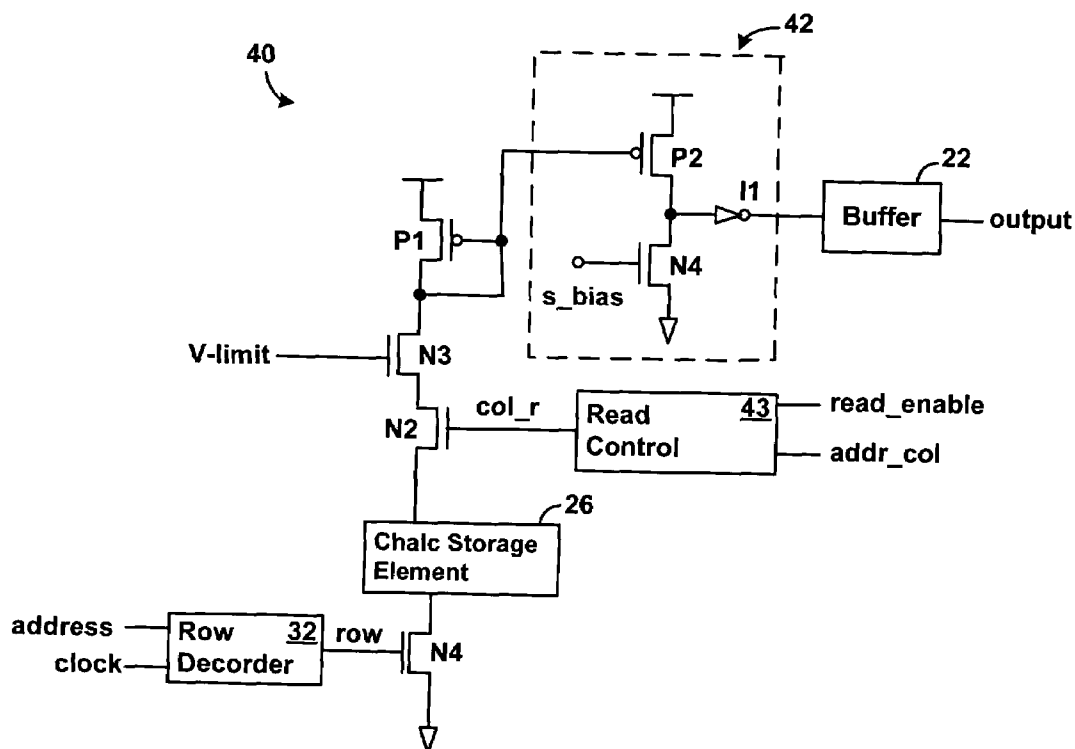 42
40
P2
I1
22
Buffer
output
P1
N4
s_bias
V-limit
N3
col_r
Read 43
Control
read_enable
addr_col
N2
26
Chalc Storage
Element
address
clock
Row 32
Decorder
row
N4